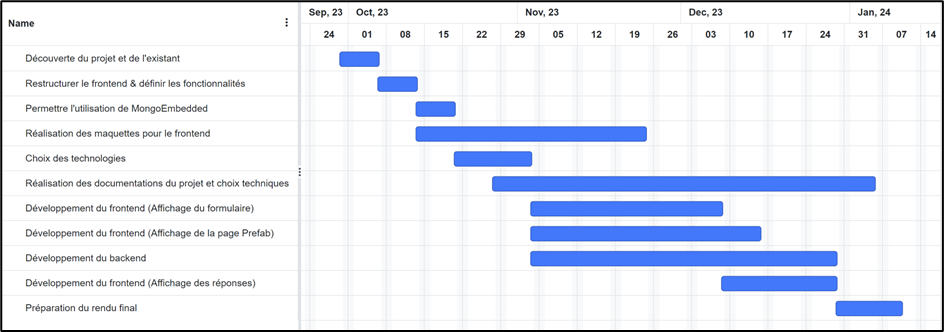 Name
Sep, 23 Oct, 23 Nov, 23 Dec, 23 Jan, 24
24 01 08 15 22 29 05 12 19 26 03 10 17 24 31 07 14
Découverte du projet et de l'existant
Restructurer le frontend & définir les fonctionnalités
Permettre l'utilisation de MongoEmbedded
Réalisation des maquettes pour le frontend
Choix des technologies
Réalisation des documentations du projet et choix techniques
Développement du frontend (Affichage du formulaire)
Développement du frontend (Affichage de la page Prefab)
Développement du backend
Développement du frontend (Affichage des réponses)
Préparation du rendu final